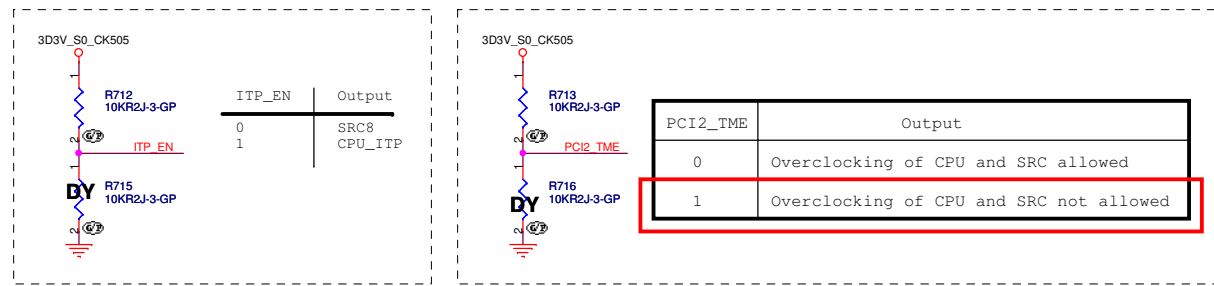 3D3V_S0_CK505
1
R712
10KR2J-3-GP
2
G/P
ITP_EN
1
DY
R715
10KR2J-3-GP
2
G/P
ITP_EN Output
0 SRC8
1 CPU_ITP
3D3V_S0_CK505
1
R713
10KR2J-3-GP
2
G/P
PCI2_TME
1
DY
R716
10KR2J-3-GP
2
G/P
PCI2_TME Output
0 Overclocking of CPU and SRC allowed
1 Overclocking of CPU and SRC not allowed